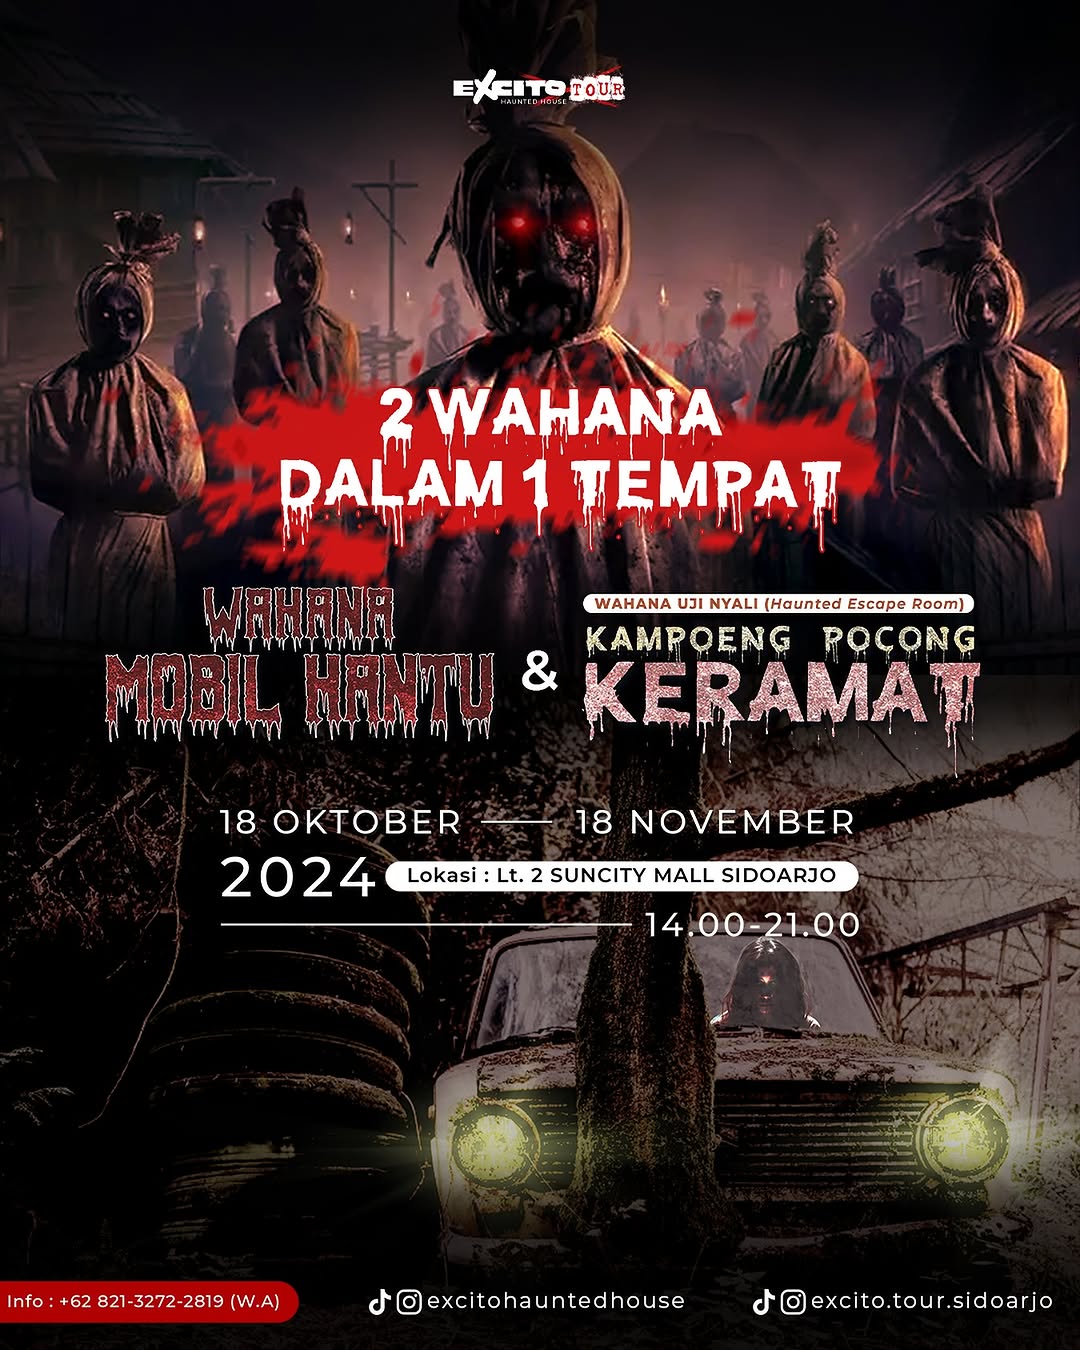 EXCITO TOUR
HAUNTED HOUSE
2 WAHANA
DALAM 1 TEMPAT
WAHANA
MOBIL HANTU
&
WAHANA UJI NYALI (Haunted Escape Room)
KAMPOENG POCONG
KERAMAT
18 OKTOBER — 18 NOVEMBER
2024 Lokasi : Lt. 2 SUNCITY MALL SIDOARJO
14.00-21.00
Info : +62 821-3272-2819 (W.A)
excitohauntedhouse
excito.tour.sidoarjo